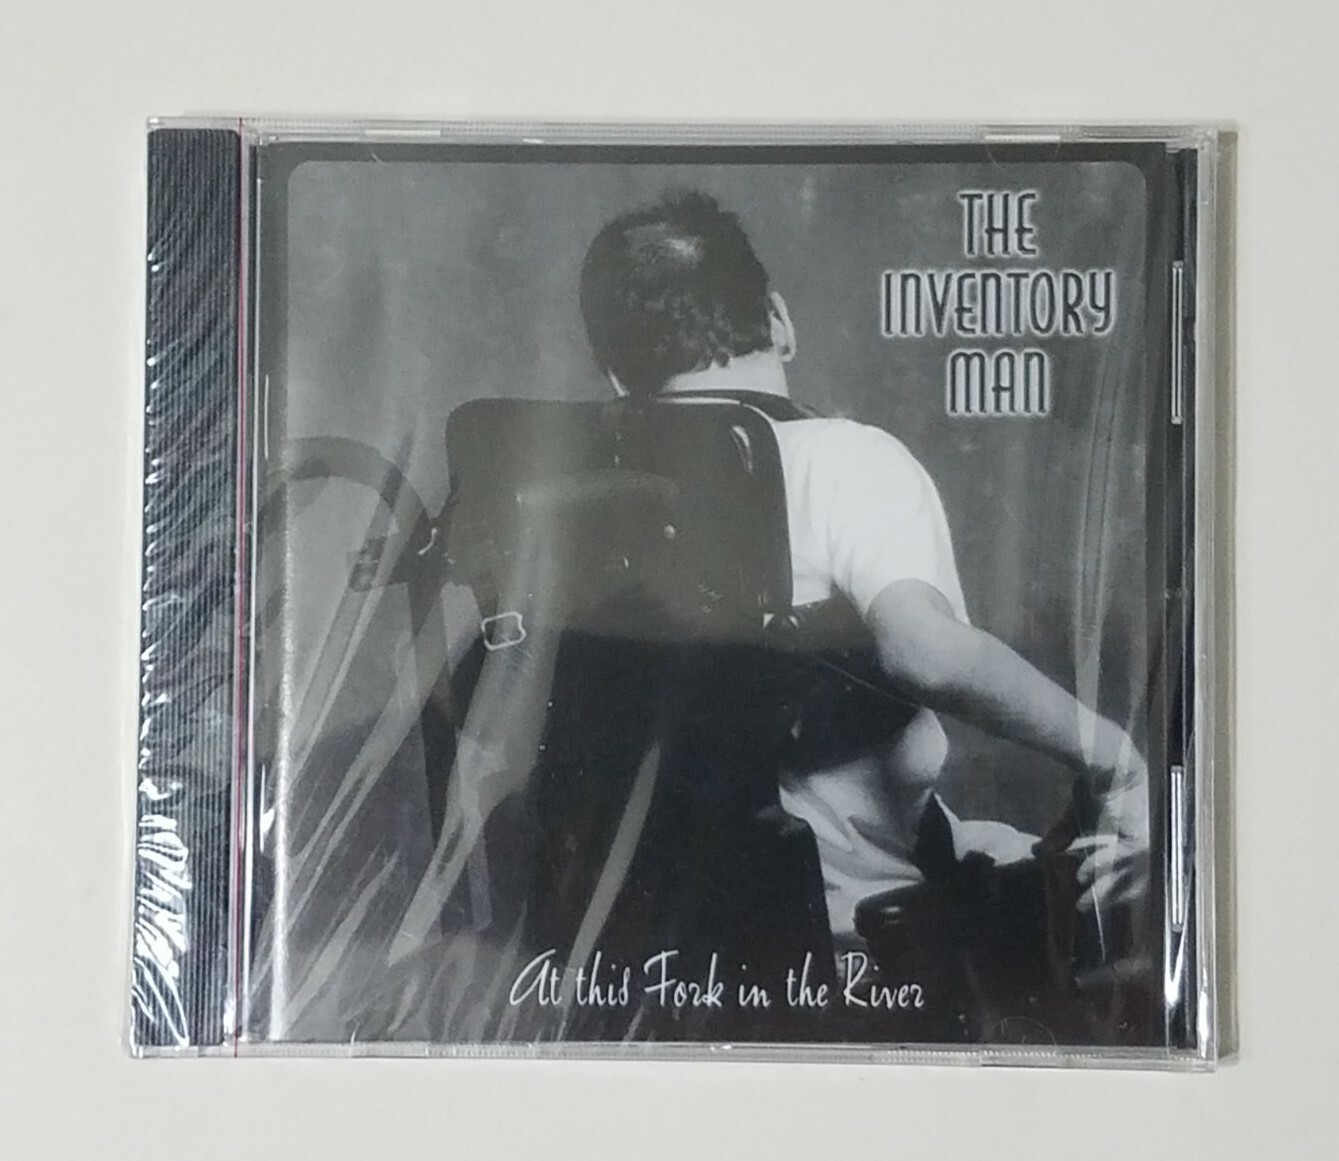 THE
INVENTORY
MAN
At this Fork in the River